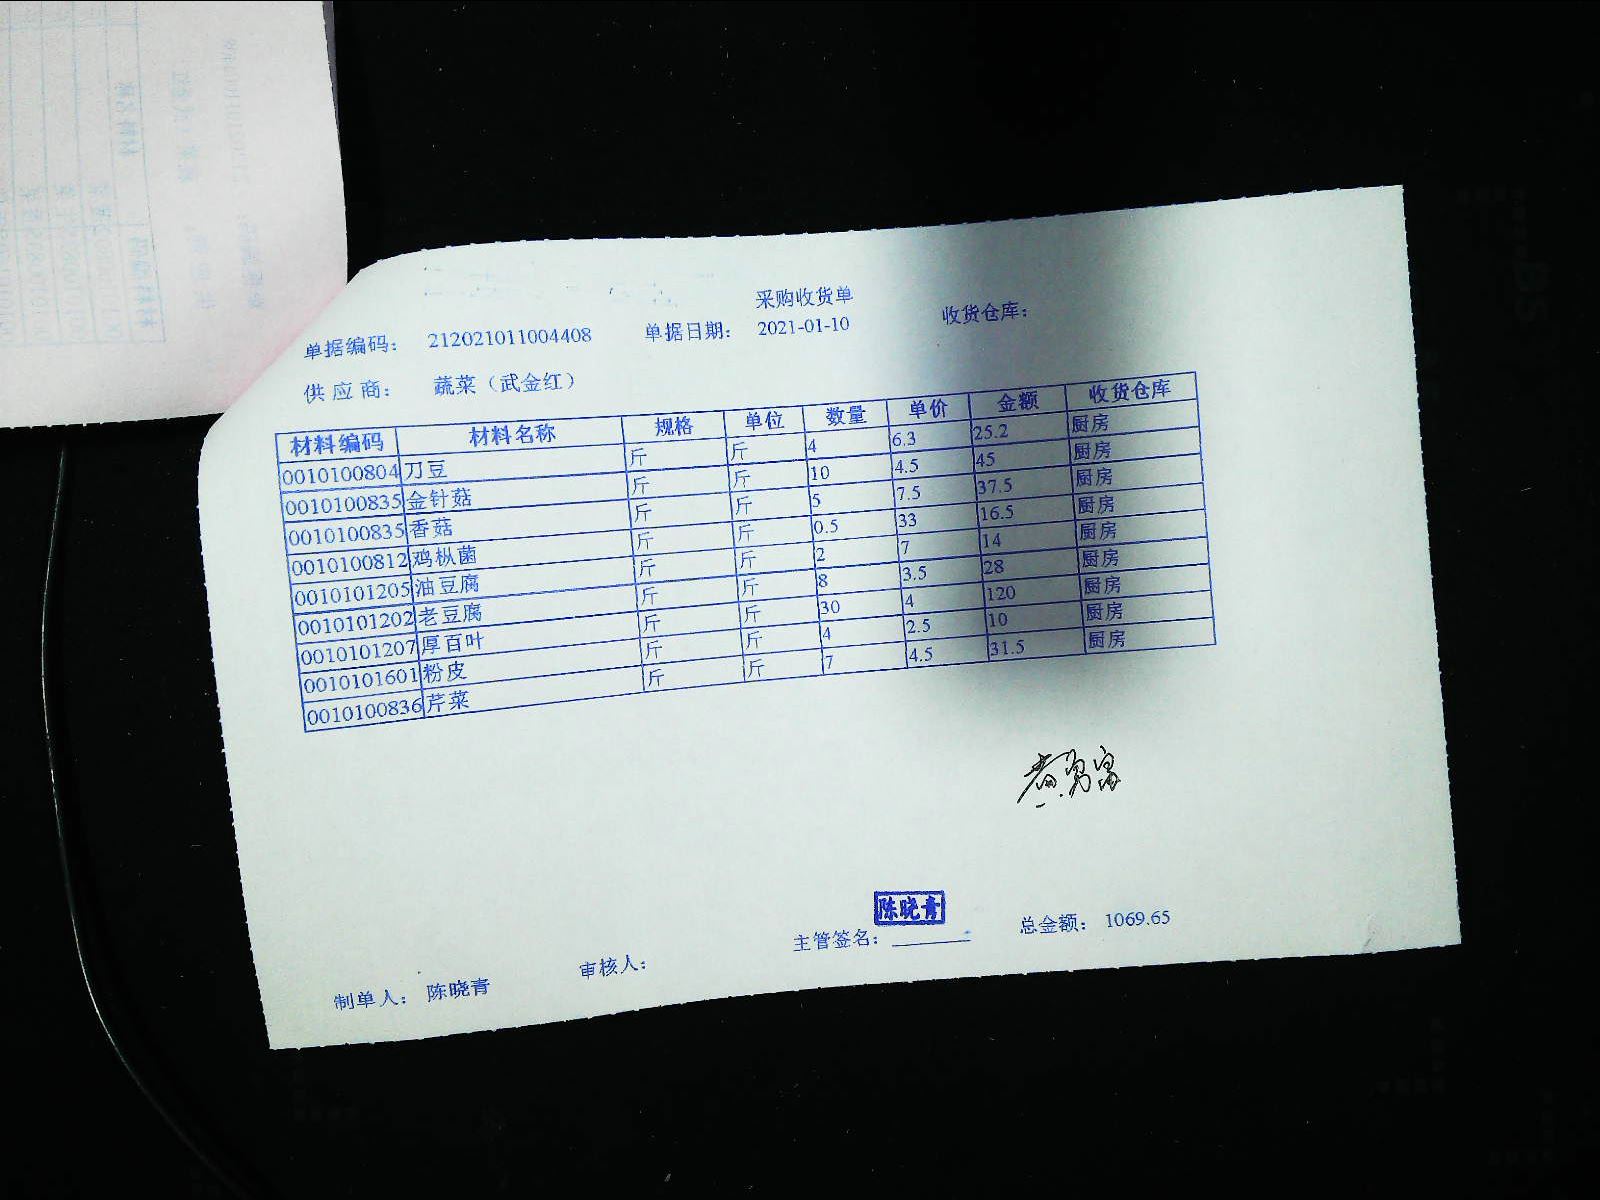 采购收货单
单据编码： 212021011004408 单据日期： 2021-01-10 收货仓库：
供 应 商： 蔬菜（武金红）
材料编码 材料名称 规格 单位 数量 单价 金额 收货仓库
0010100804 刀豆 斤 斤 4 6.3 25.2 厨房
0010100835 金针菇 斤 斤 10 4.5 45 厨房
0010100835 香菇 斤 斤 5 7.5 37.5 厨房
0010100812 鸡枞菌 斤 斤 0.5 33 16.5 厨房
0010101205 油豆腐 斤 斤 2 7 14 厨房
0010101202 老豆腐 斤 斤 8 3.5 28 厨房
0010101207 厚百叶 斤 斤 30 4 120 厨房
0010101601 粉皮 斤 斤 4 2.5 10 厨房
0010100836 芹菜 斤 斤 7 4.5 31.5 厨房
陈晓青
制单人： 陈晓青 审核人： 主管签名： 总金额： 1069.65